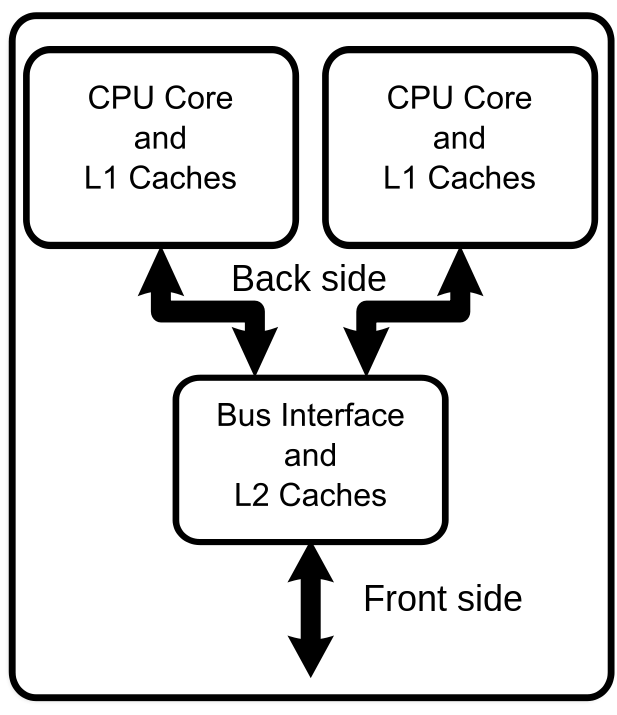 CPU Core
and
L1 Caches
CPU Core
and
L1 Caches
Back side
Bus Interface
and
L2 Caches
Front side